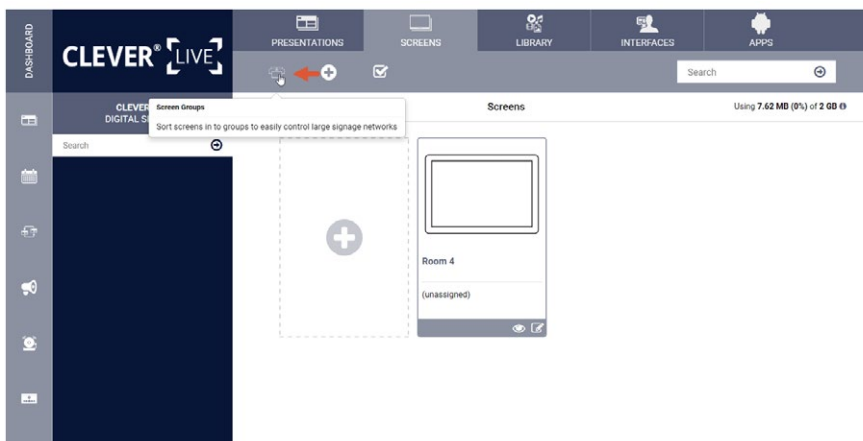 DASHBOARD
CLEVER® [LIVE]
PRESENTATIONS
SCREENS
LIBRARY
INTERFACES
APPS
Search
CLEVER
DIGITAL S
Screen Groups
Sort screens in to groups to easily control large signage networks
Screens
Using 7.62 MB (0%) of 2 GB
Search
Room 4
(unassigned)